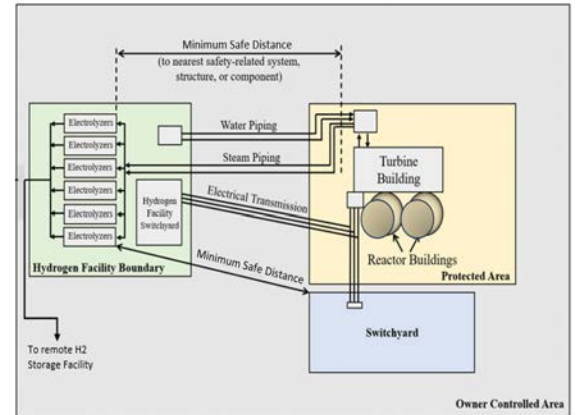 Minimum Safe Distance
(to nearest safety-related system,
structure, or component)
Electrolyzers
Electrolyzers
Electrolyzers
Electrolyzers
Electrolyzers
Electrolyzers
Hydrogen
Facility
Switchyard
Hydrogen Facility Boundary
Water Piping
Steam Piping
Electrical Transmission
Minimum Safe Distance
Turbine
Building
Reactor Buildings
Protected Area
Switchyard
To remote H2
Storage Facility
Owner Controlled Area